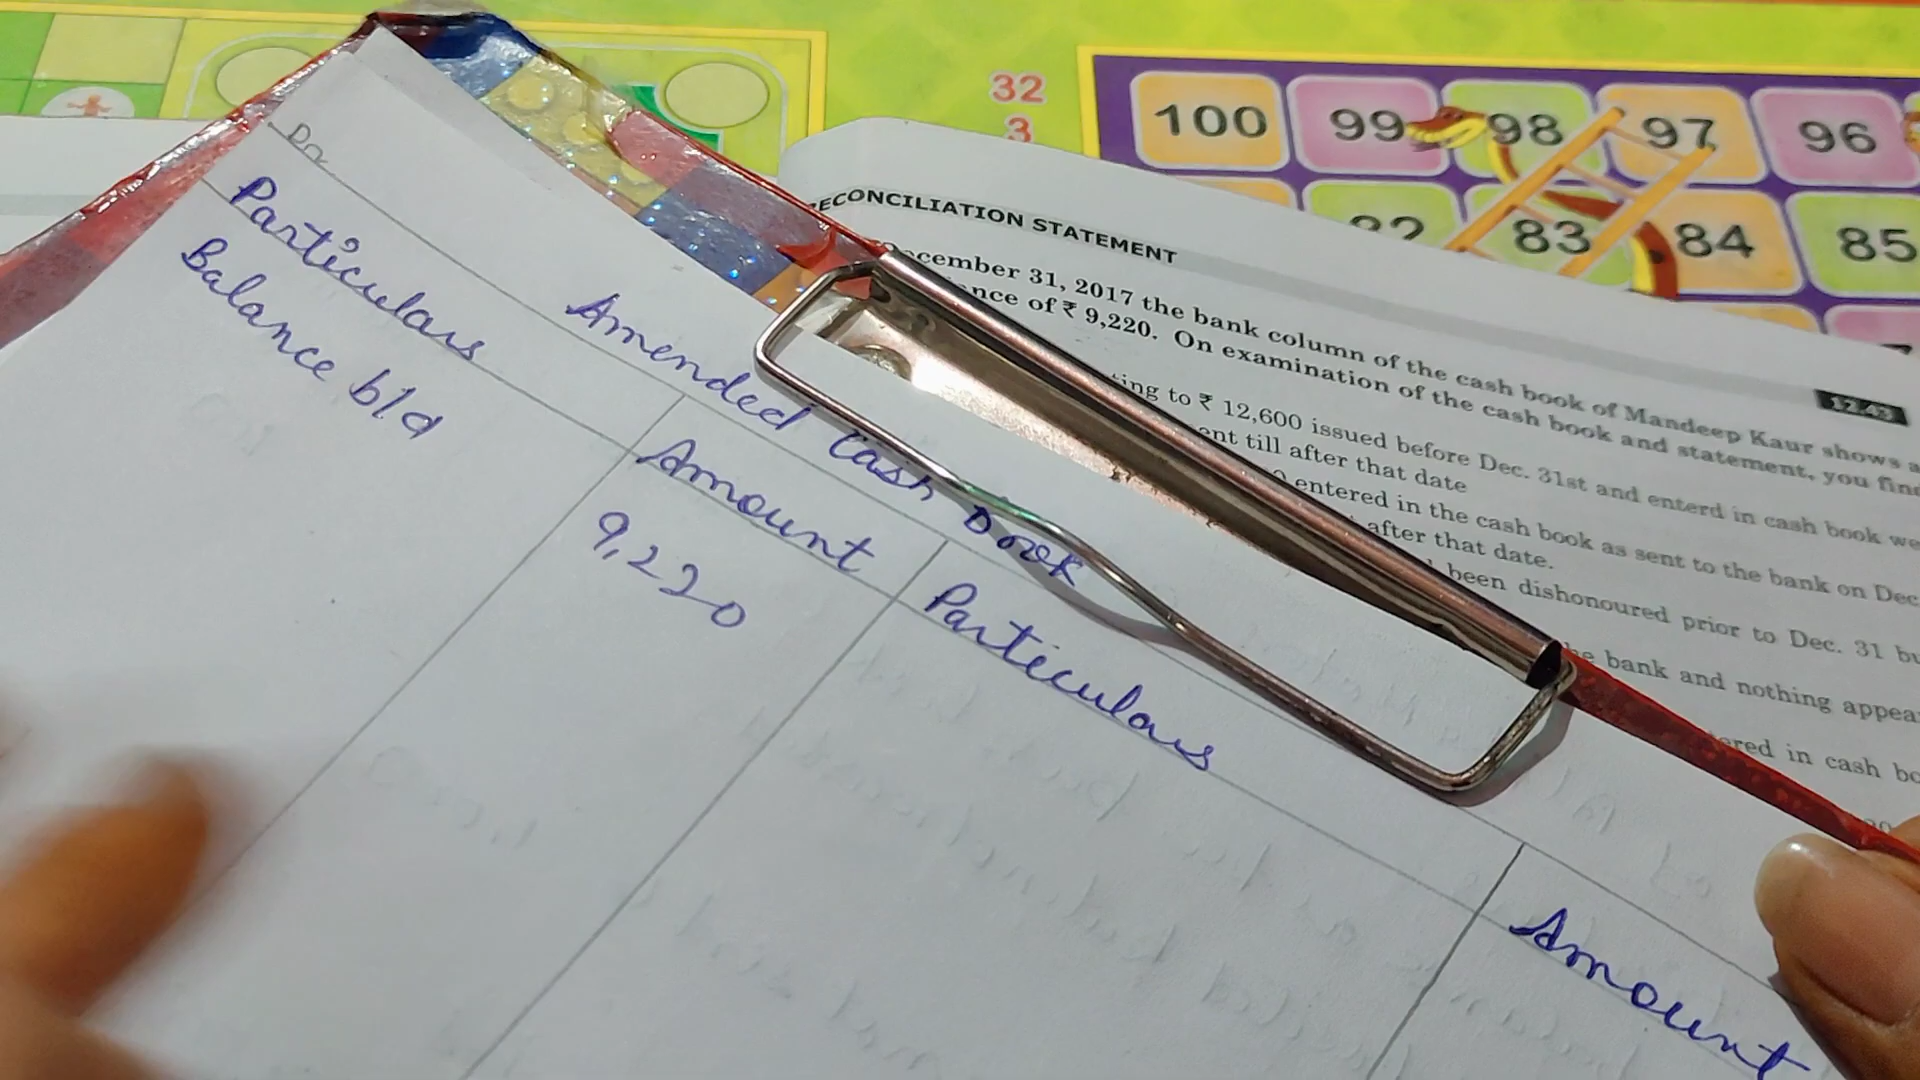 Dr
Amended Cash Book
Particulars Amount Particulars Amount
Balance b/d 9,220
32
3
100 99 98 97 96
83 84 85
RECONCILIATION STATEMENT
December 31, 2017 the bank column of the cash book of Mandeep Kaur shows a
of ₹ 9,220. On examination of the cash book and statement, you find
to ₹ 12,600 issued before Dec. 31st and enterd in cash book we
till after that date
entered in the cash book as sent to the bank on Dec
after that date.
been dishonoured prior to Dec. 31 bu
bank and nothing appea
in cash bo